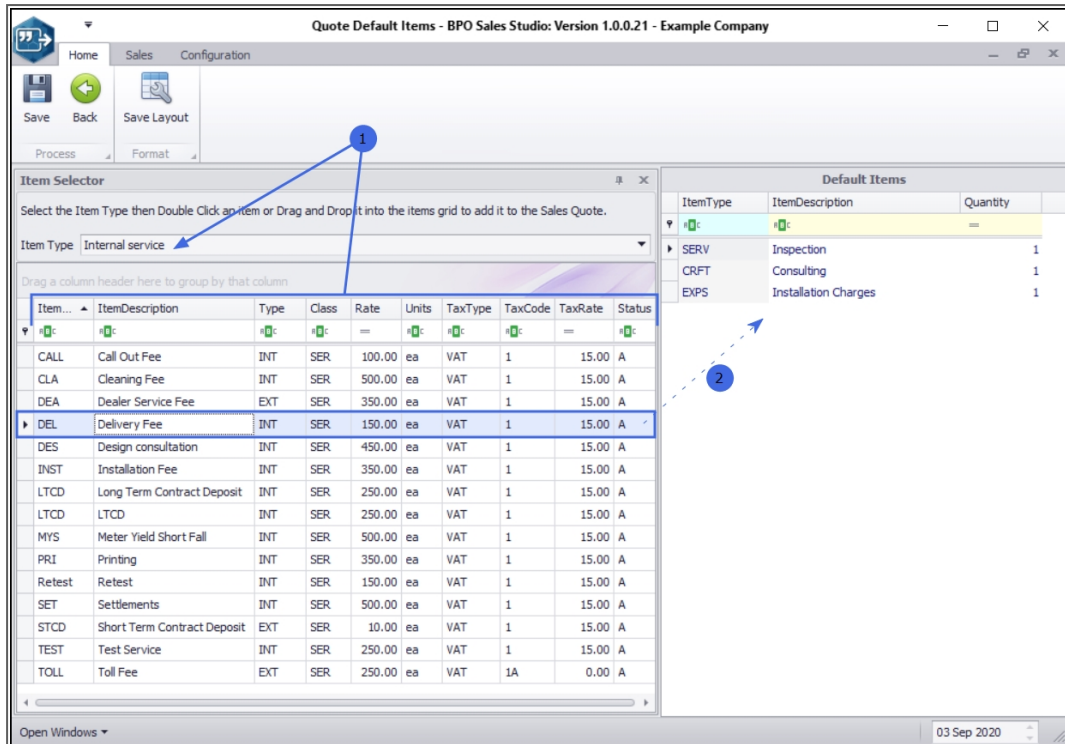 Quote Default Items - BPO Sales Studio: Version 1.0.0.21 - Example Company
Home Sales Configuration
Save Back Save Layout
Process Format
1
Item Selector
Select the Item Type then Double Click an item or Drag and Drop it into the items grid to add it to the Sales Quote.
Item Type Internal service
Drag a column header here to group by that column
Item... ItemDescription Type Class Rate Units TaxType TaxCode TaxRate Status
CALL Call Out Fee INT SER 100.00 ea VAT 1 15.00 A
CLA Cleaning Fee INT SER 500.00 ea VAT 1 15.00 A
DEA Dealer Service Fee EXT SER 350.00 ea VAT 1 15.00 A
DEL Delivery Fee INT SER 150.00 ea VAT 1 15.00 A
DES Design consultation INT SER 450.00 ea VAT 1 15.00 A
INST Installation Fee INT SER 350.00 ea VAT 1 15.00 A
LTCD Long Term Contract Deposit INT SER 250.00 ea VAT 1 15.00 A
LTCD LTCD INT SER 250.00 ea VAT 1 15.00 A
MYS Meter Yield Short Fall INT SER 500.00 ea VAT 1 15.00 A
PRI Printing INT SER 350.00 ea VAT 1 15.00 A
Retest Retest INT SER 150.00 ea VAT 1 15.00 A
SET Settlements INT SER 500.00 ea VAT 1 15.00 A
STCD Short Term Contract Deposit EXT SER 10.00 ea VAT 1 15.00 A
TEST Test Service INT SER 250.00 ea VAT 1 15.00 A
TOLL Toll Fee EXT SER 250.00 ea VAT 1A 0.00 A
Default Items
ItemType ItemDescription Quantity
=
SERV Inspection 1
CRFT Consulting 1
EXPS Installation Charges 1
2
Open Windows 03 Sep 2020